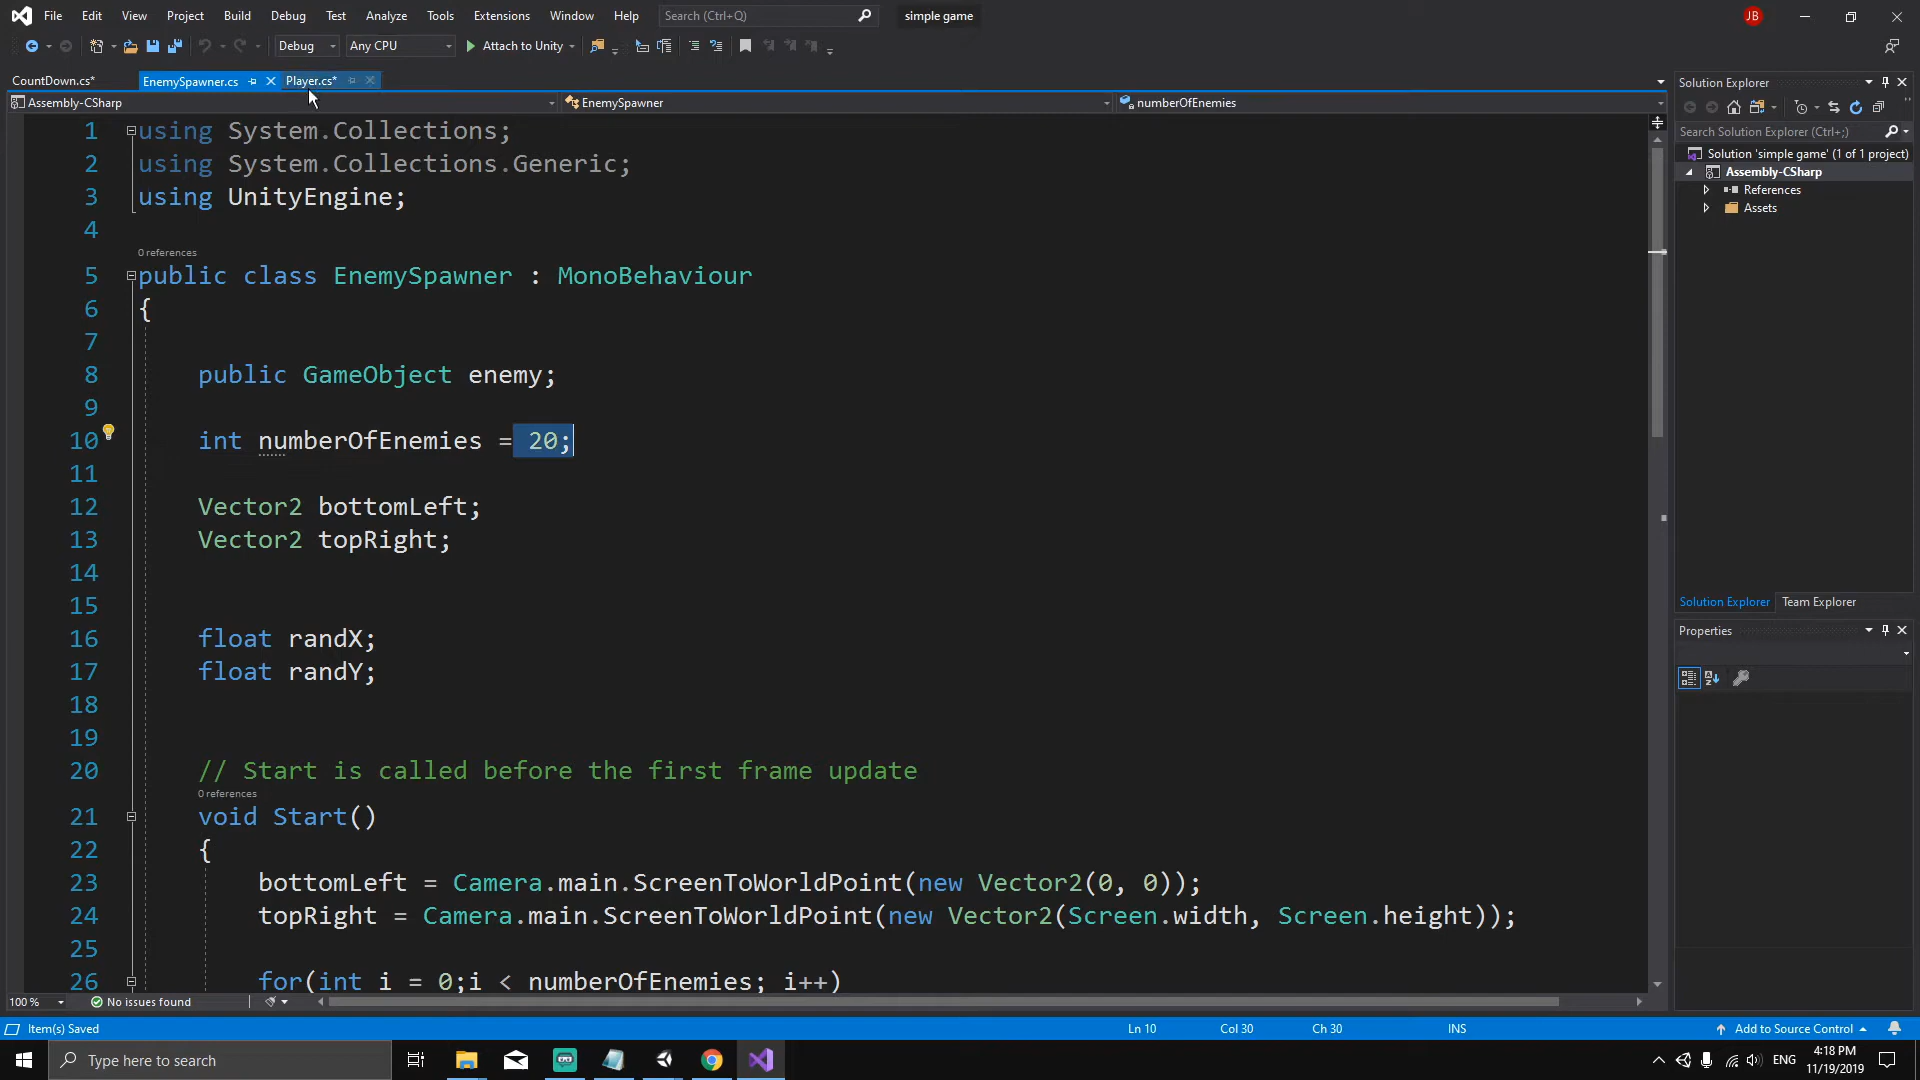 File Edit View Project Build Debug Test Analyze Tools Extensions Window Help Search (Ctrl+Q) simple game JB
Debug Any CPU Attach to Unity
CountDown.cs* EnemySpawner.cs Player.cs*
Assembly-CSharp EnemySpawner numberOfEnemies
1 using System.Collections;
2 using System.Collections.Generic;
3 using UnityEngine;
4
0 references
5 public class EnemySpawner : MonoBehaviour
6 {
7
8 public GameObject enemy;
9
10 int numberOfEnemies = 20;
11
12 Vector2 bottomLeft;
13 Vector2 topRight;
14
15
16 float randX;
17 float randY;
18
19
20 // Start is called before the first frame update
0 references
21 void Start()
22 {
23 bottomLeft = Camera.main.ScreenToWorldPoint(new Vector2(0, 0));
24 topRight = Camera.main.ScreenToWorldPoint(new Vector2(Screen.width, Screen.height));
25
26 for(int i = 0;i < numberOfEnemies; i++)
100 % No issues found
Solution Explorer
Search Solution Explorer (Ctrl+;)
Solution 'simple game' (1 of 1 project)
Assembly-CSharp
References
Assets
Solution Explorer Team Explorer
Properties
Item(s) Saved Ln 10 Col 30 Ch 30 INS Add to Source Control
Type here to search ENG 4:18 PM
11/19/2019